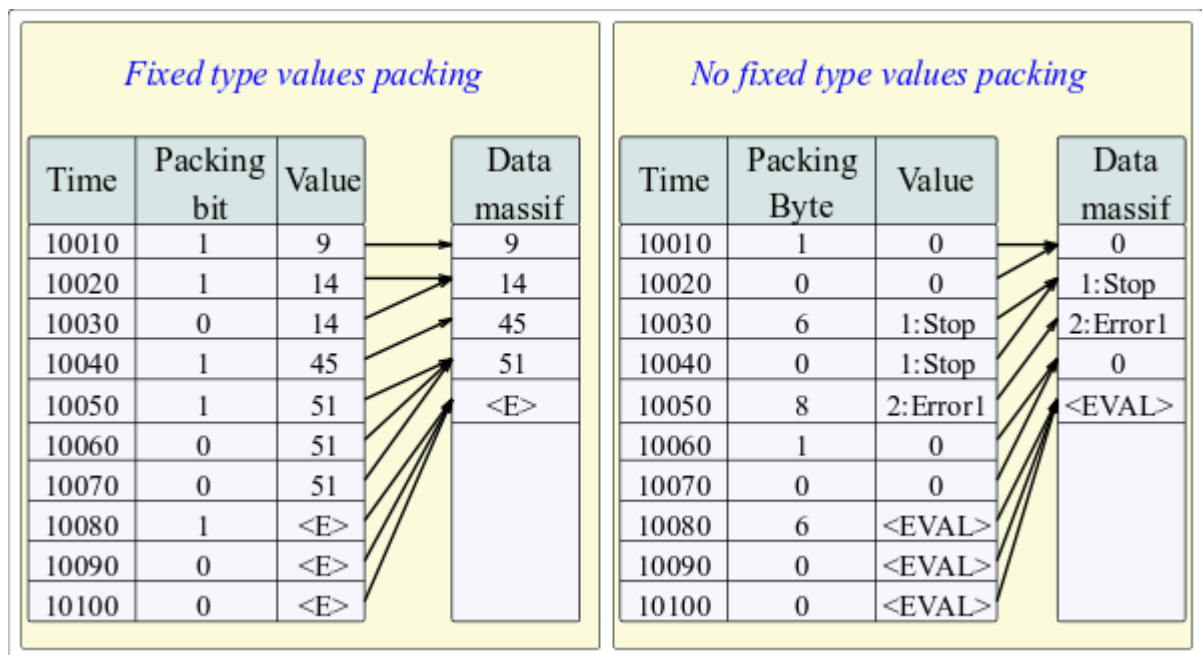 Fixed type values packing
Time Packing bit Value Data massif
10010 1 9 9
10020 1 14 14
10030 0 14 45
10040 1 45 51
10050 1 51 <E>
10060 0 51
10070 0 51
10080 1 <E>
10090 0 <E>
10100 0 <E>
No fixed type values packing
Time Packing Byte Value Data massif
10010 1 0 0
10020 0 0 1:Stop
10030 6 1:Stop 2:Error1
10040 0 1:Stop 0
10050 8 2:Error1 <EVAL>
10060 1 0
10070 0 0
10080 6 <EVAL>
10090 0 <EVAL>
10100 0 <EVAL>